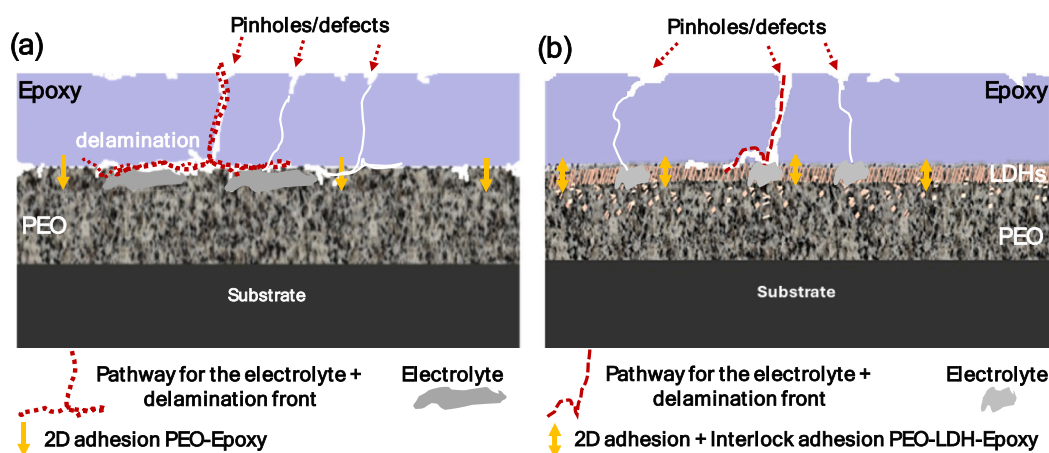 (a)
Pinholes/defects
Epoxy
delamination
PEO
Substrate
Pathway for the electrolyte +
delamination front
Electrolyte
2D adhesion PEO-Epoxy
(b)
Pinholes/defects
Epoxy
LDHs
PEO
Substrate
Pathway for the electrolyte +
delamination front
Electrolyte
2D adhesion + Interlock adhesion PEO-LDH-Epoxy